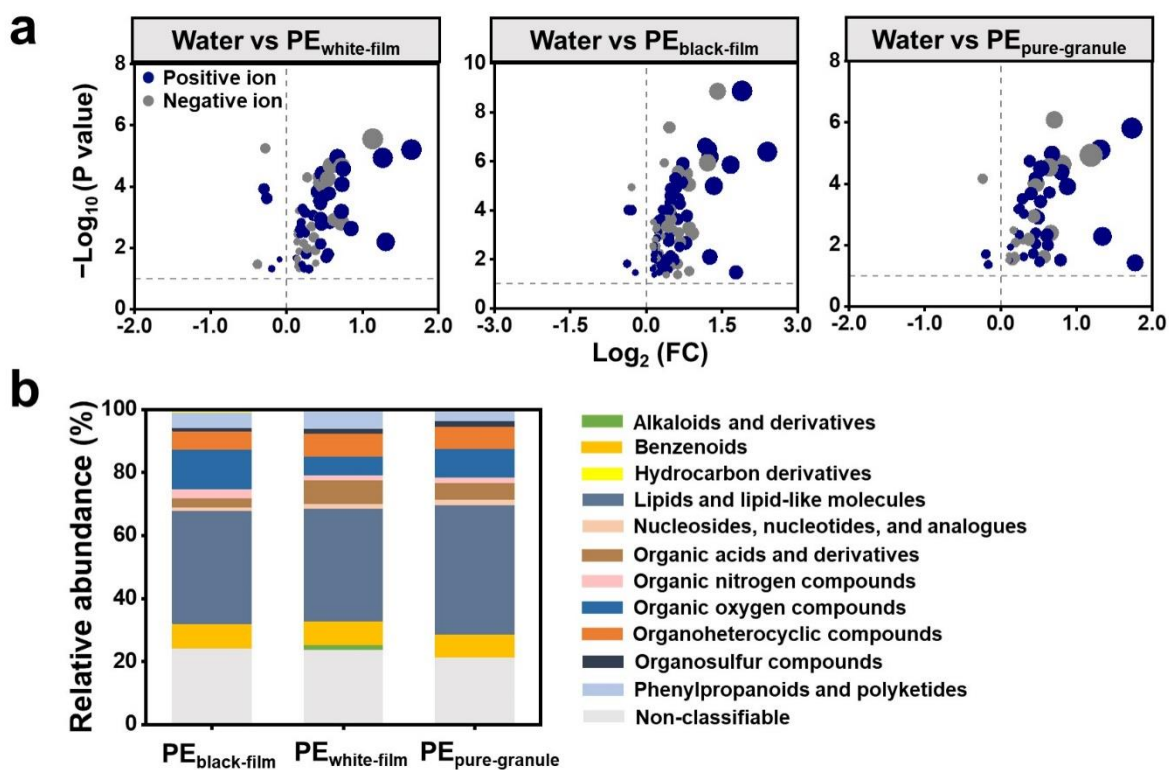 a
Water vs PEwhite-film
Water vs PEblack-film
Water vs PEpure-granule
Positive ion
Negative ion
−Log10 (P value)
8
6
4
2
0
10
8
6
4
2
0
8
6
4
2
0
-2.0 -1.0 0.0 1.0 2.0
-3.0 -1.5 0.0 1.5 3.0
-2.0 -1.0 0.0 1.0 2.0
Log2 (FC)
b
Relative abundance (%)
100
80
60
40
20
0
PEblack-film
PEwhite-film
PEpure-granule
Alkaloids and derivatives
Benzenoids
Hydrocarbon derivatives
Lipids and lipid-like molecules
Nucleosides, nucleotides, and analogues
Organic acids and derivatives
Organic nitrogen compounds
Organic oxygen compounds
Organoheterocyclic compounds
Organosulfur compounds
Phenylpropanoids and polyketides
Non-classifiable